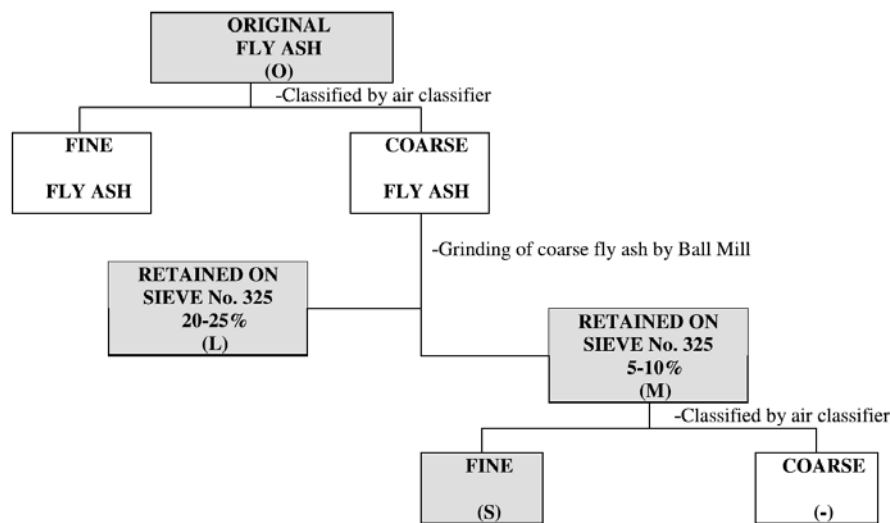 ORIGINAL
FLY ASH
(O)
-Classified by air classifier
FINE
FLY ASH
COARSE
FLY ASH
-Grinding of coarse fly ash by Ball Mill
RETAINED ON
SIEVE No. 325
20-25%
(L)
RETAINED ON
SIEVE No. 325
5-10%
(M)
-Classified by air classifier
FINE
(S)
COARSE
(-)